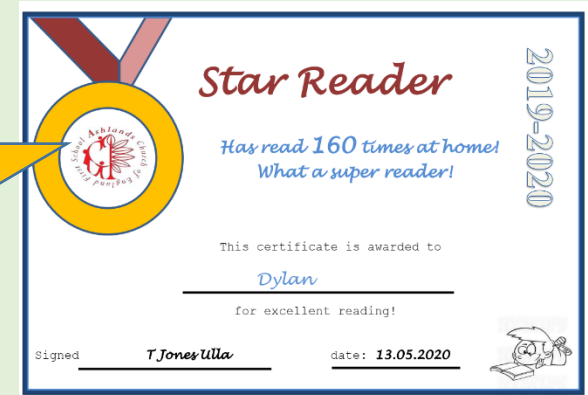 Star Reader
2019-2020
Has read 160 times at home!
What a super reader!
Ashlands Church of England First School
This certificate is awarded to
Dylan
for excellent reading!
Signed T Jones Ulla date: 13.05.2020